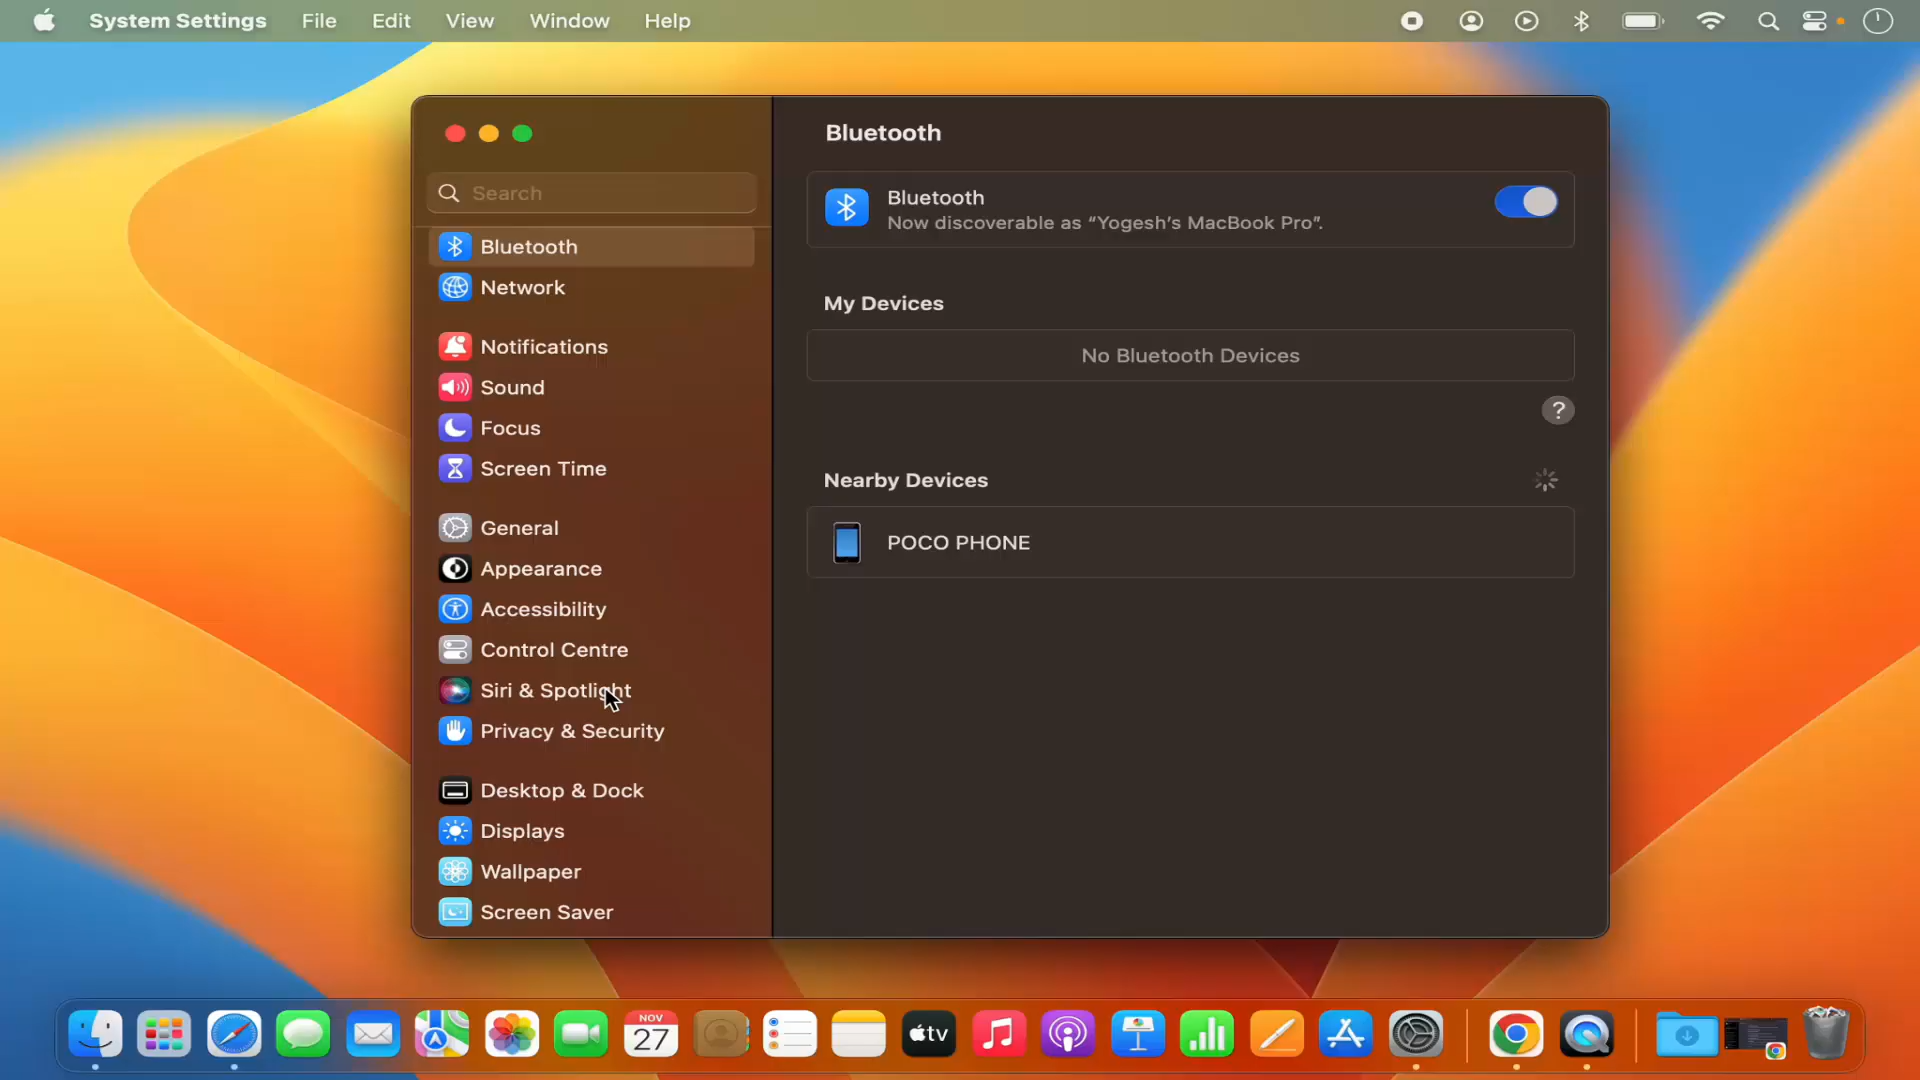 System Settings File Edit View Window Help
Bluetooth
Search
Bluetooth
Now discoverable as “Yogesh’s MacBook Pro”.
Bluetooth
Network
My Devices
Notifications
No Bluetooth Devices
Sound
?
Focus
Screen Time
Nearby Devices
General
POCO PHONE
Appearance
Accessibility
Control Centre
Siri & Spotlight
Privacy & Security
Desktop & Dock
Displays
Wallpaper
Screen Saver
NOV
27
tv